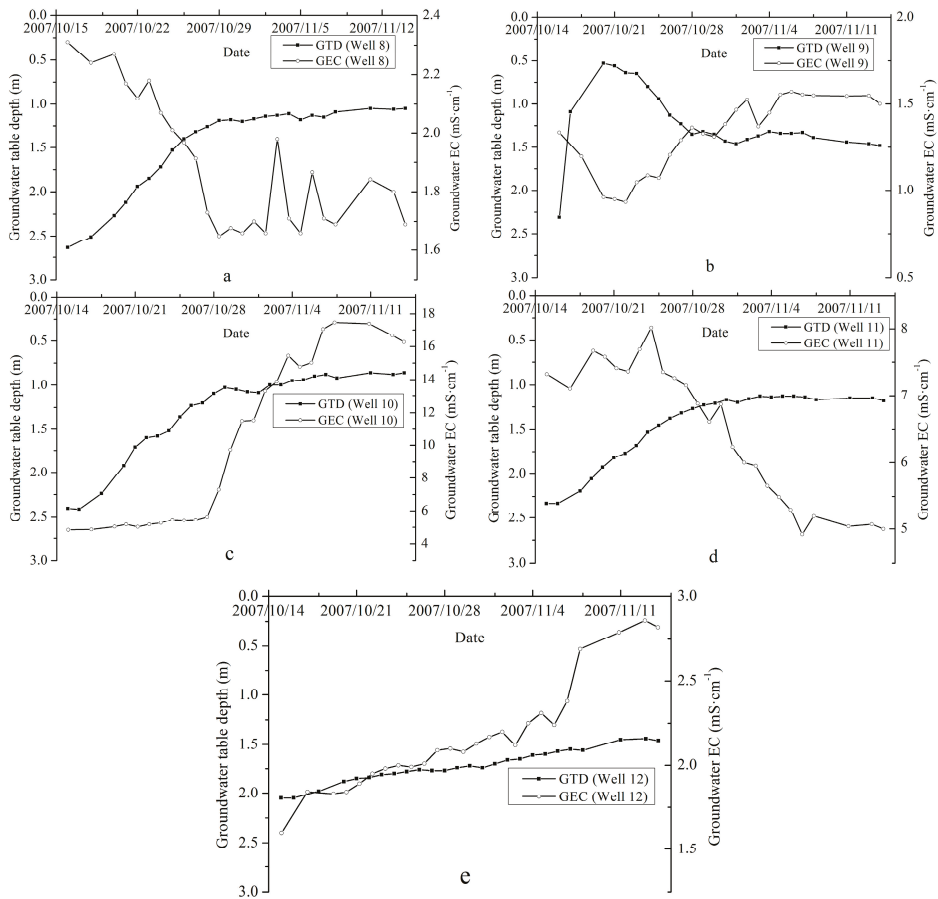 0.0
2007/10/15 2007/10/22 2007/10/29 2007/11/5 2007/11/12
0.5
1.0
1.5
2.0
2.5
3.0
Groundwater table depth (m)
Date
GTD (Well 8)
GEC (Well 8)
2.4
2.2
2.0
1.8
1.6
Groundwater EC (mS·cm⁻¹)
a
0.0
2007/10/14 2007/10/21 2007/10/28 2007/11/4 2007/11/11
0.5
1.0
1.5
2.0
2.5
3.0
Groundwater table depth (m)
Date
GTD (Well 9)
GEC (Well 9)
2.0
1.5
1.0
0.5
Groundwater EC (mS·cm⁻¹)
b
0.0
2007/10/14 2007/10/21 2007/10/28 2007/11/4 2007/11/11
0.5
1.0
1.5
2.0
2.5
3.0
Groundwater table depth (m)
Date
GTD (Well 10)
GEC (Well 10)
18
16
14
12
10
8
6
4
Groundwater EC (mS·cm⁻¹)
c
0.0
2007/10/14 2007/10/21 2007/10/28 2007/11/4 2007/11/11
0.5
1.0
1.5
2.0
2.5
3.0
Groundwater table depth (m)
Date
GTD (Well 11)
GEC (Well 11)
8
7
6
5
Groundwater EC (mS·cm⁻¹)
d
0.0
2007/10/14 2007/10/21 2007/10/28 2007/11/4 2007/11/11
0.5
1.0
1.5
2.0
2.5
3.0
Groundwater table depth (m)
Date
GTD (Well 12)
GEC (Well 12)
3.0
2.5
2.0
1.5
Groundwater EC (mS·cm⁻¹)
e